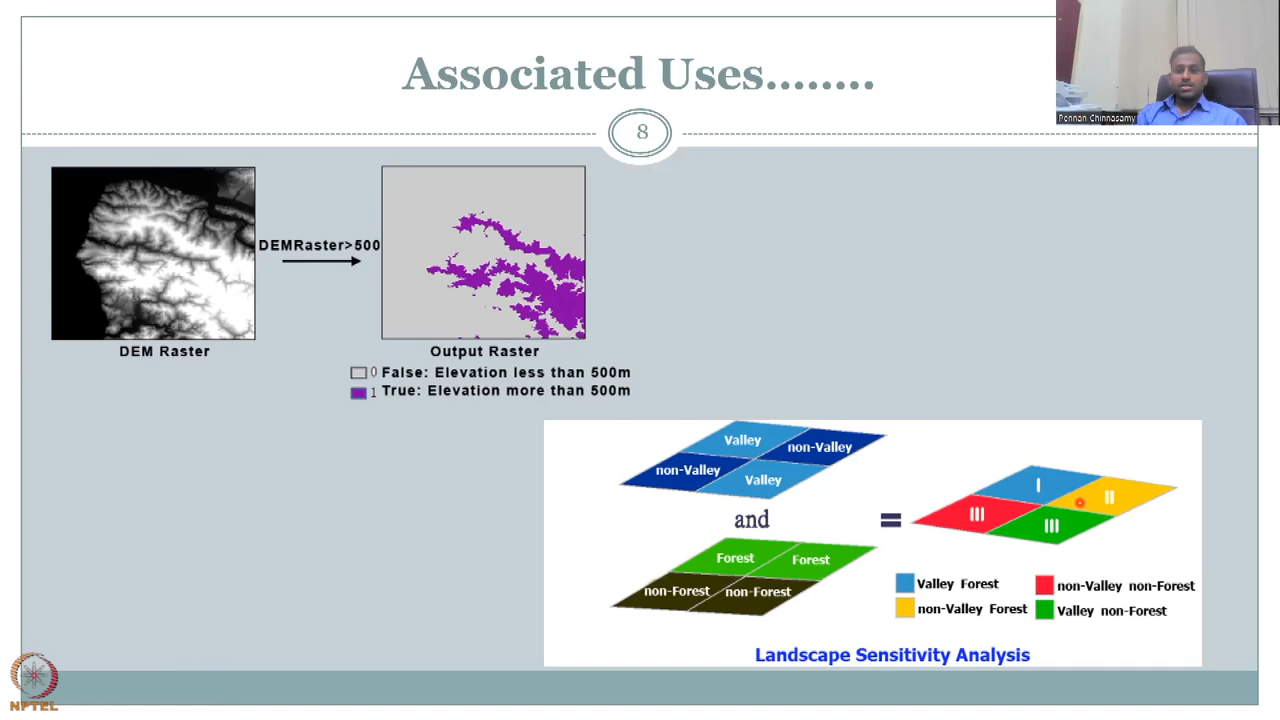 Associated Uses........
8
Pennan Chinnasamy
DEMRaster>500
DEM Raster
Output Raster
0 False: Elevation less than 500m
1 True: Elevation more than 500m
Valley
non-Valley
non-Valley
Valley
and
Forest
Forest
non-Forest
non-Forest
=
I
II
III
III
Valley Forest
non-Valley non-Forest
non-Valley Forest
Valley non-Forest
Landscape Sensitivity Analysis
NPTEL